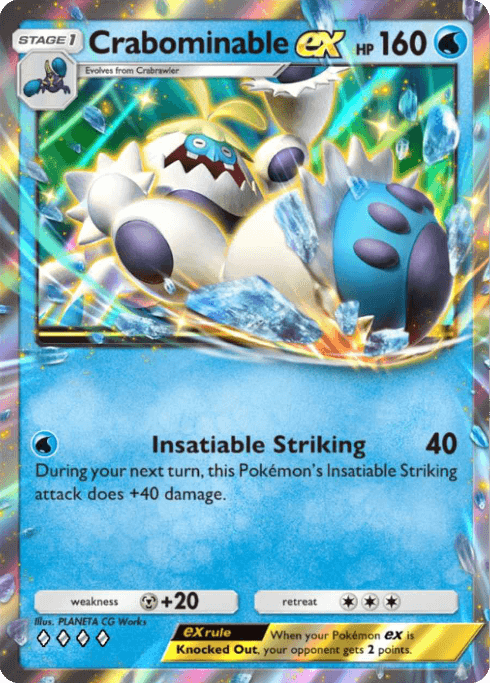 STAGE 1 Crabominable ex HP 160
Evolves from Crabrawler
Insatiable Striking 40
During your next turn, this Pokémon's Insatiable Striking
attack does +40 damage.
weakness +20 retreat
Illus. PLANETA CG Works
ex rule When your Pokémon ex is
Knocked Out, your opponent gets 2 points.